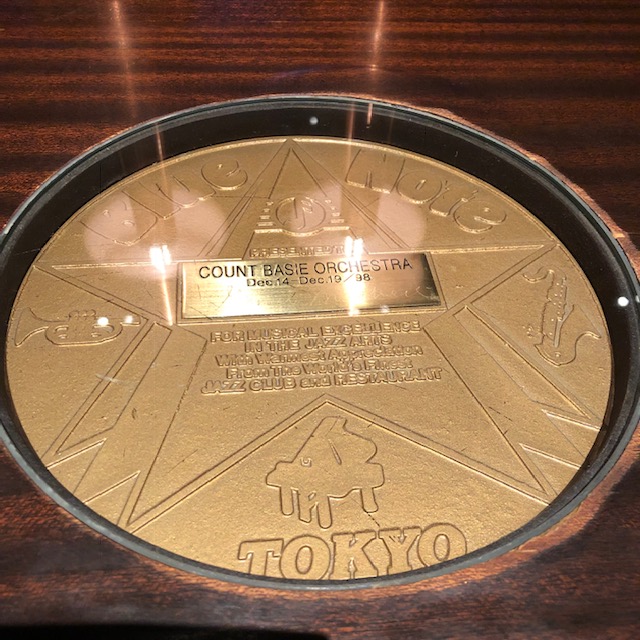 Blue Note
PRESENTED TO
COUNT BASIE ORCHESTRA
Dec.14-Dec.19/'98
FOR MUSICAL EXCELLENCE
IN THE JAZZ ARTS
With Warmest Appreciation
From The World's Finest
JAZZ CLUB and RESTAURANT
TOKYO